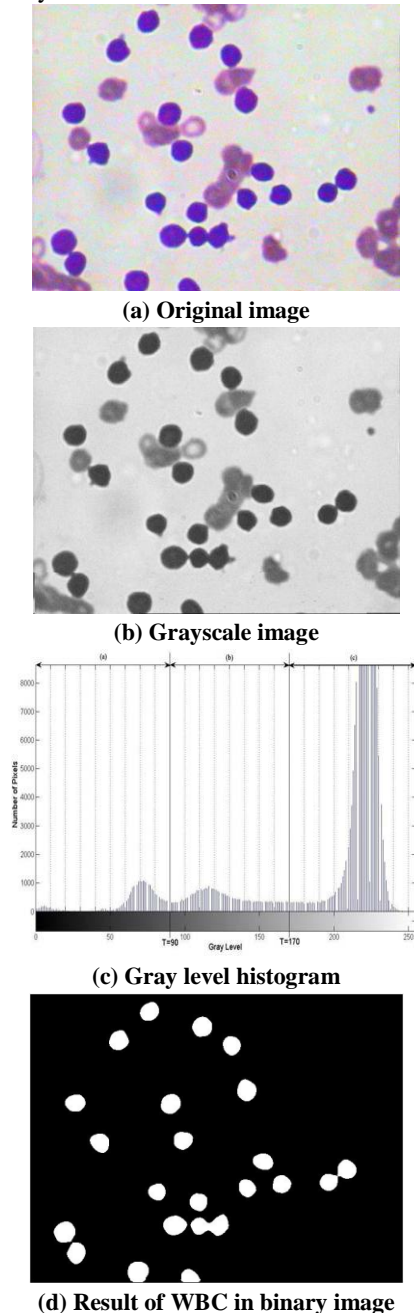 (a) Original image
(b) Grayscale image
(a) (b) (c)
8000
7000
6000
5000
4000
3000
2000
1000
0
Number of Pixels
0 50 T=90 150 T=170 200 250
Gray Level
(c) Gray level histogram
(d) Result of WBC in binary image